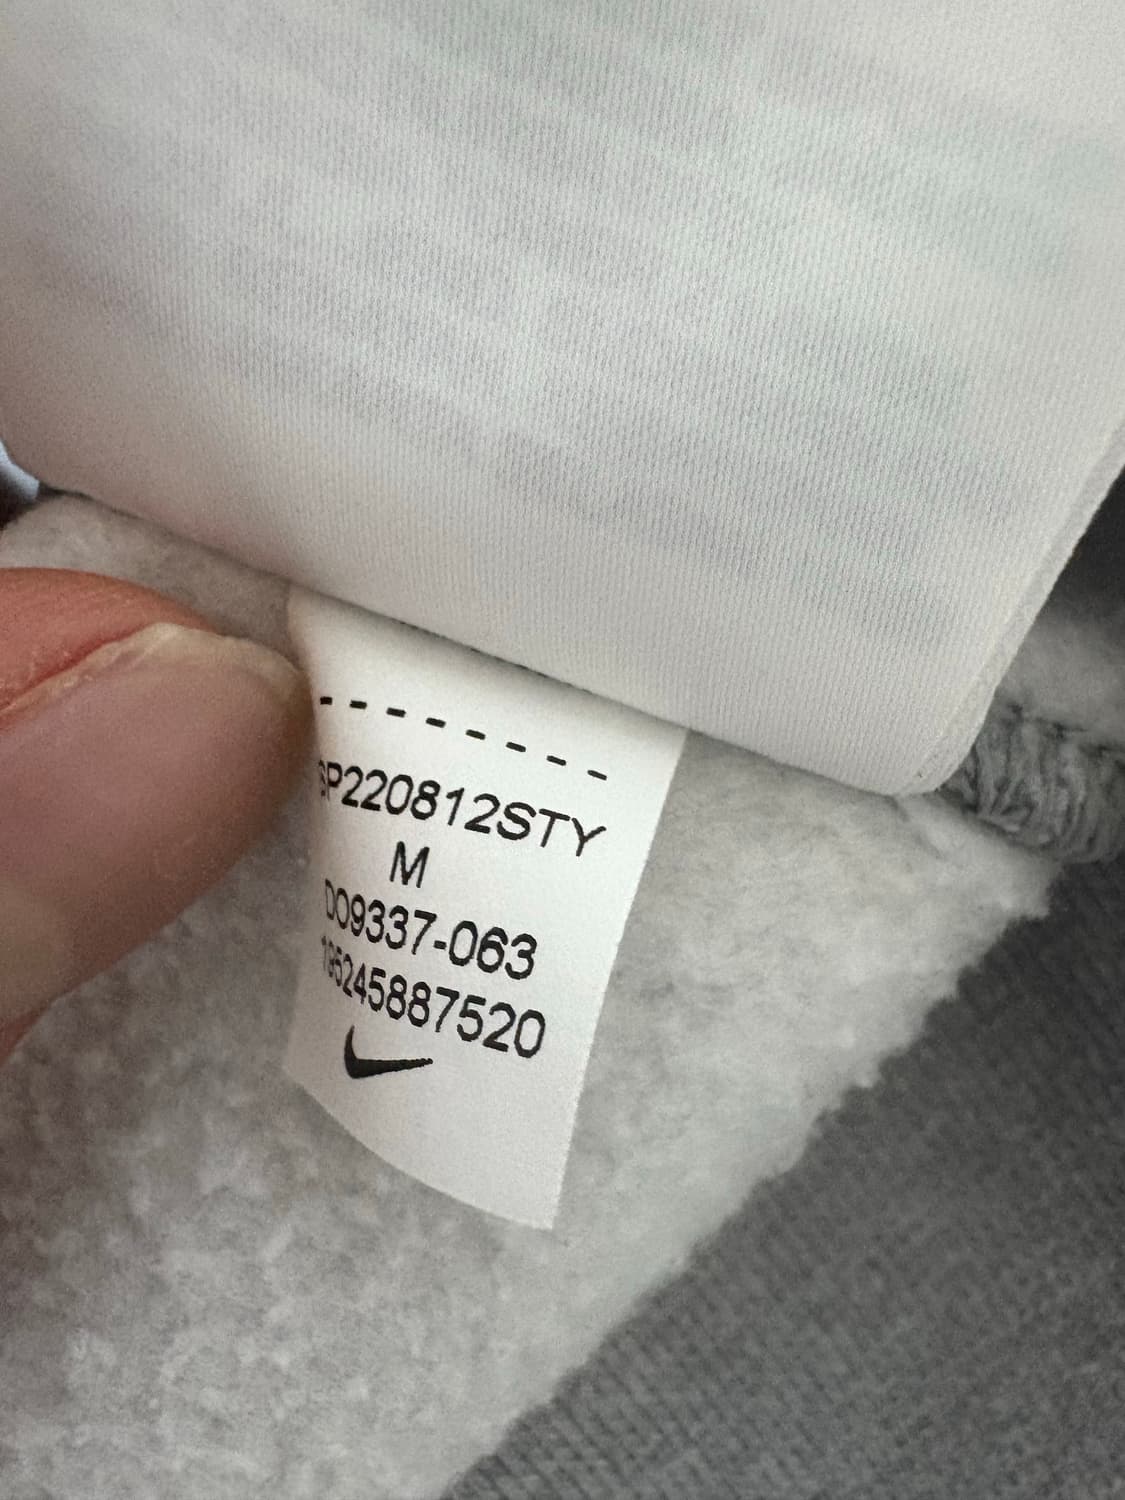 --------
SP220812STY
M
DO9337-063
195245887520